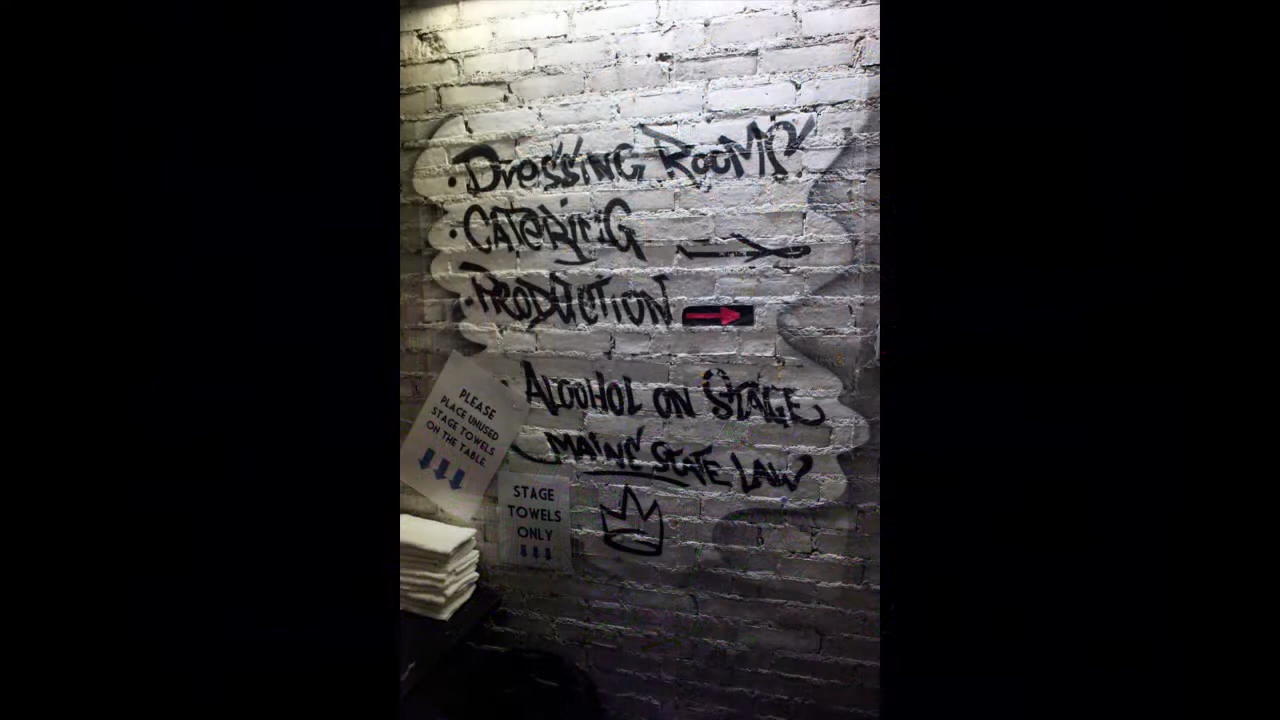 · Dressing Rooms
· Catering
· Production
Alcohol on Stage
Maine State Law
PLEASE
PLACE UNUSED
STAGE TOWELS
ON THE TABLE.
STAGE
TOWELS
ONLY